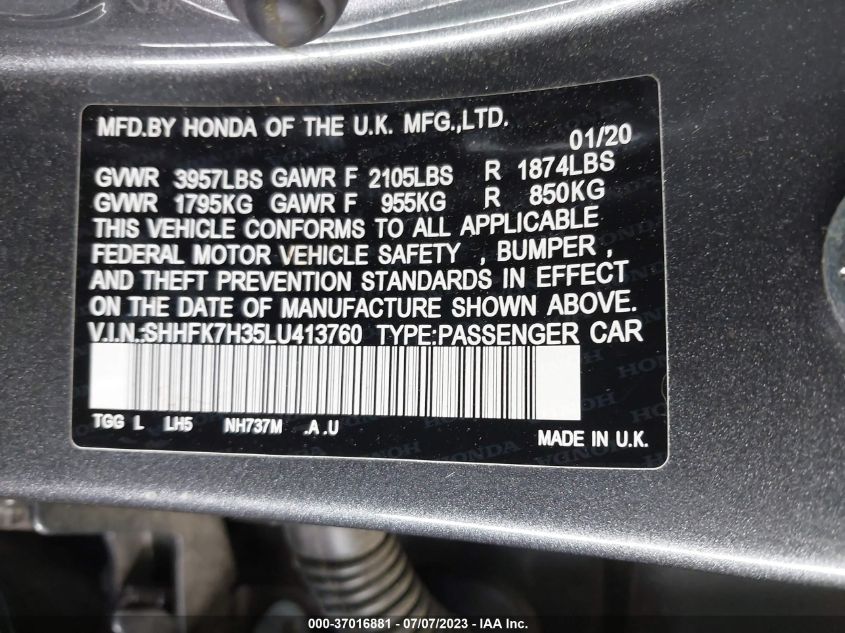 MFD.BY HONDA OF THE U.K. MFG.,LTD.
01/20
GVWR 3957LBS GAWR F 2105LBS R 1874LBS
GVWR 1795KG GAWR F 955KG R 850KG
THIS VEHICLE CONFORMS TO ALL APPLICABLE
FEDERAL MOTOR VEHICLE SAFETY , BUMPER ,
AND THEFT PREVENTION STANDARDS IN EFFECT
ON THE DATE OF MANUFACTURE SHOWN ABOVE.
V.I.N.:SHHFK7H35LU413760 TYPE:PASSENGER CAR
TGG L LH5 NH737M .A .U
MADE IN U.K.
HONDA
000-37016881 / 07/07/2023 - IAA Inc.